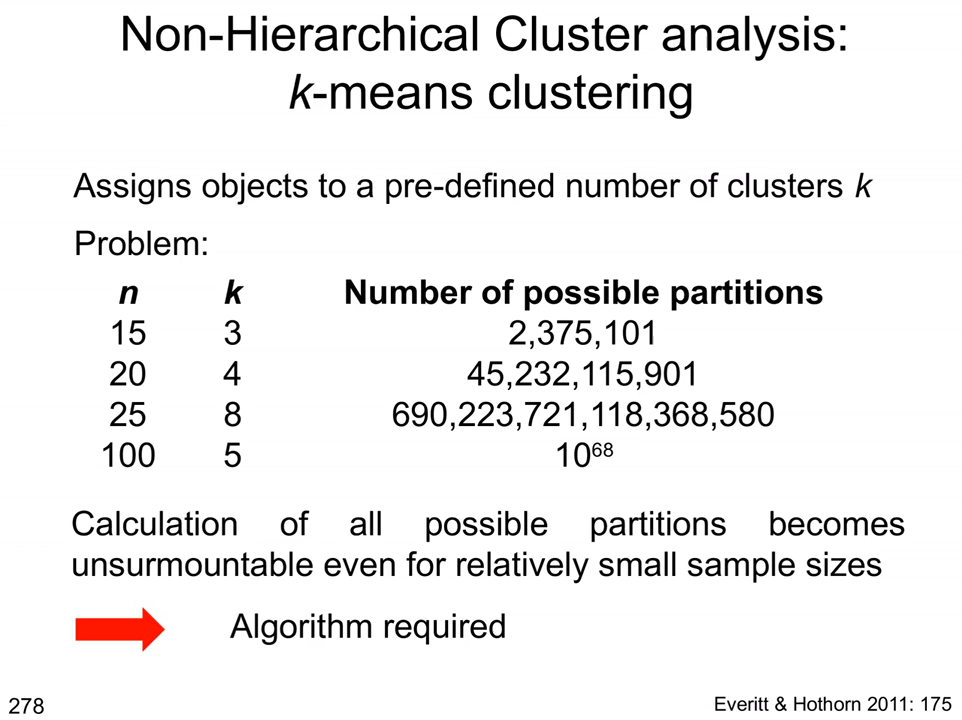 Non-Hierarchical Cluster analysis:
k-means clustering
Assigns objects to a pre-defined number of clusters k
Problem:
n k Number of possible partitions
15 3 2,375,101
20 4 45,232,115,901
25 8 690,223,721,118,368,580
100 5 10⁶⁸
Calculation of all possible partitions becomes
unsurmountable even for relatively small sample sizes
Algorithm required
278
Everitt & Hothorn 2011: 175